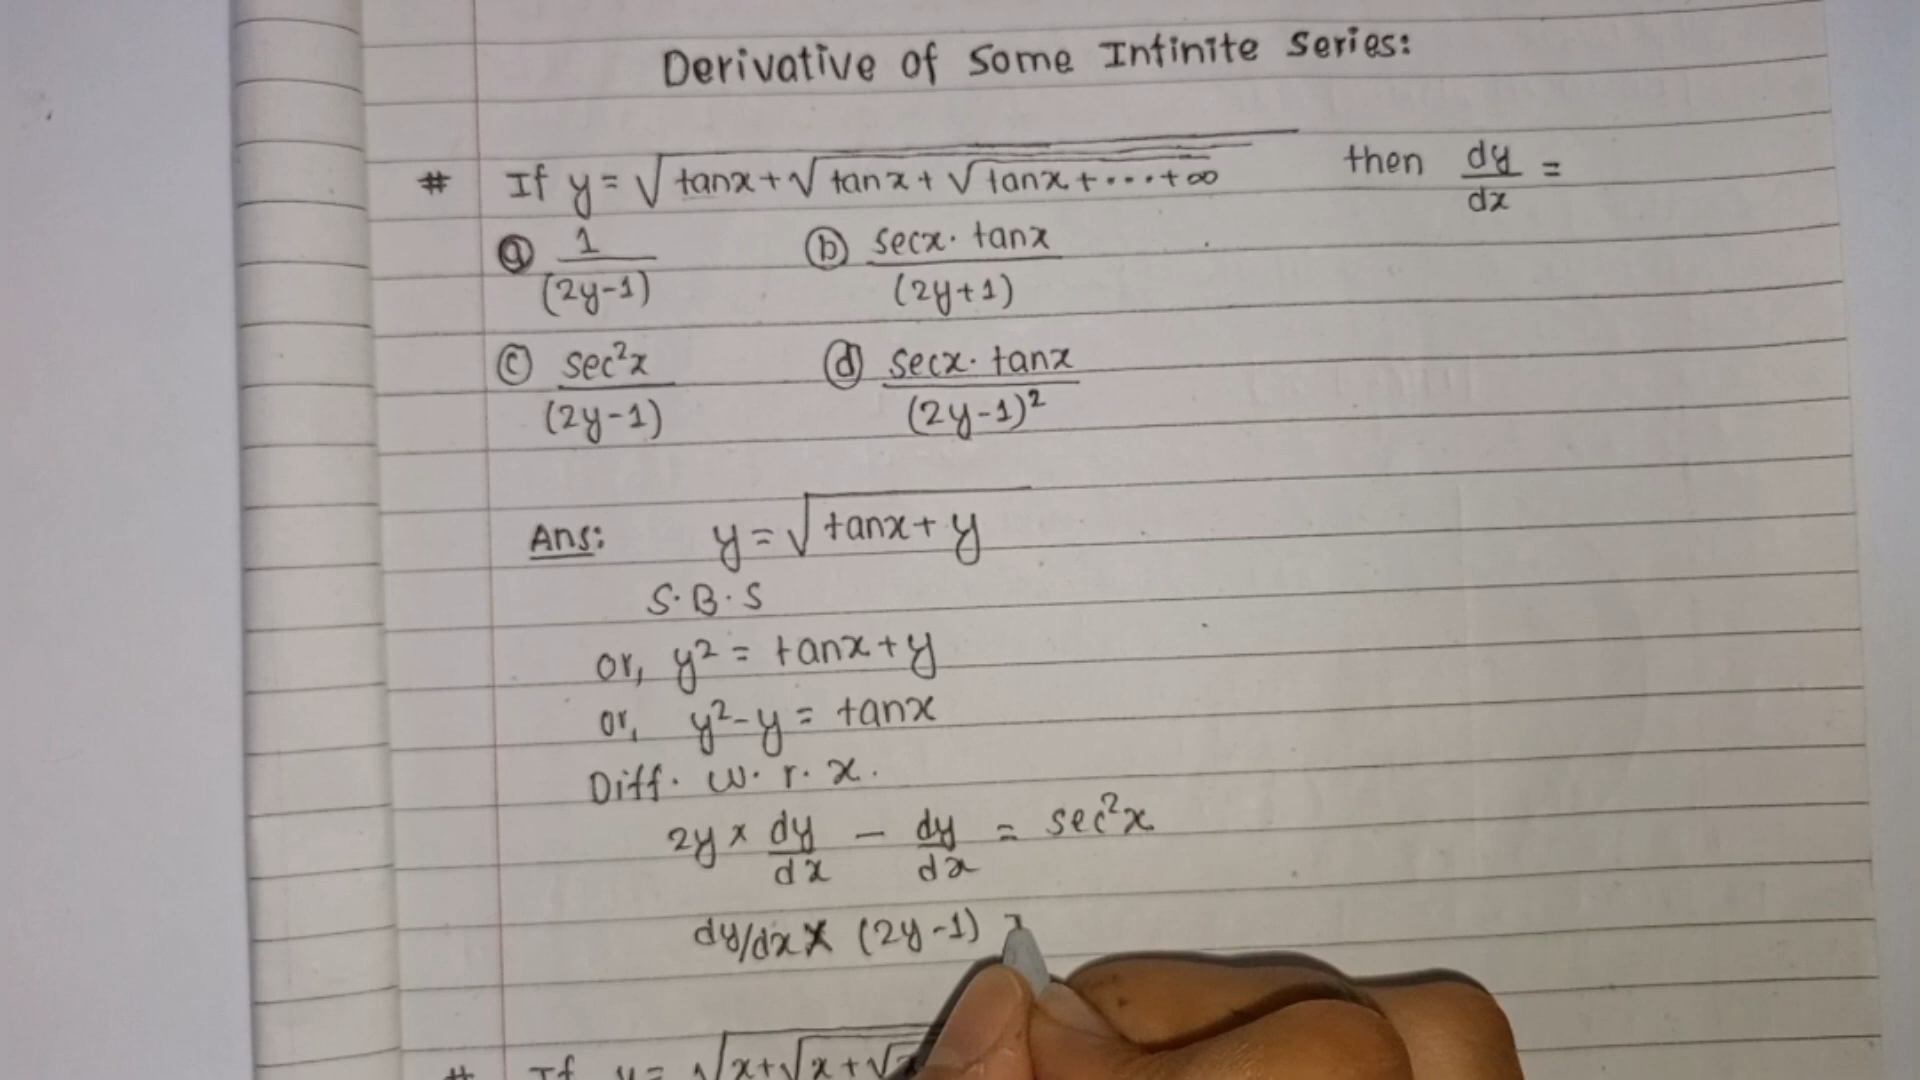 Derivative of Some Infinite Series:
# If y = √tanx + √tanx + √tanx + ... + ∞ then dy/dx =
ⓐ 1/(2y-1) ⓑ secx. tanx/(2y+1)
ⓒ sec²x/(2y-1) ⓓ secx. tanx/(2y-1)²
Ans: y = √tanx + y
S.B.S
or, y² = tanx + y
or, y² - y = tanx
Diff. w. r. x.
2y × dy/dx - dy/dx = sec²x
dy/dx × (2y-1)
# If y = √x+√x+√